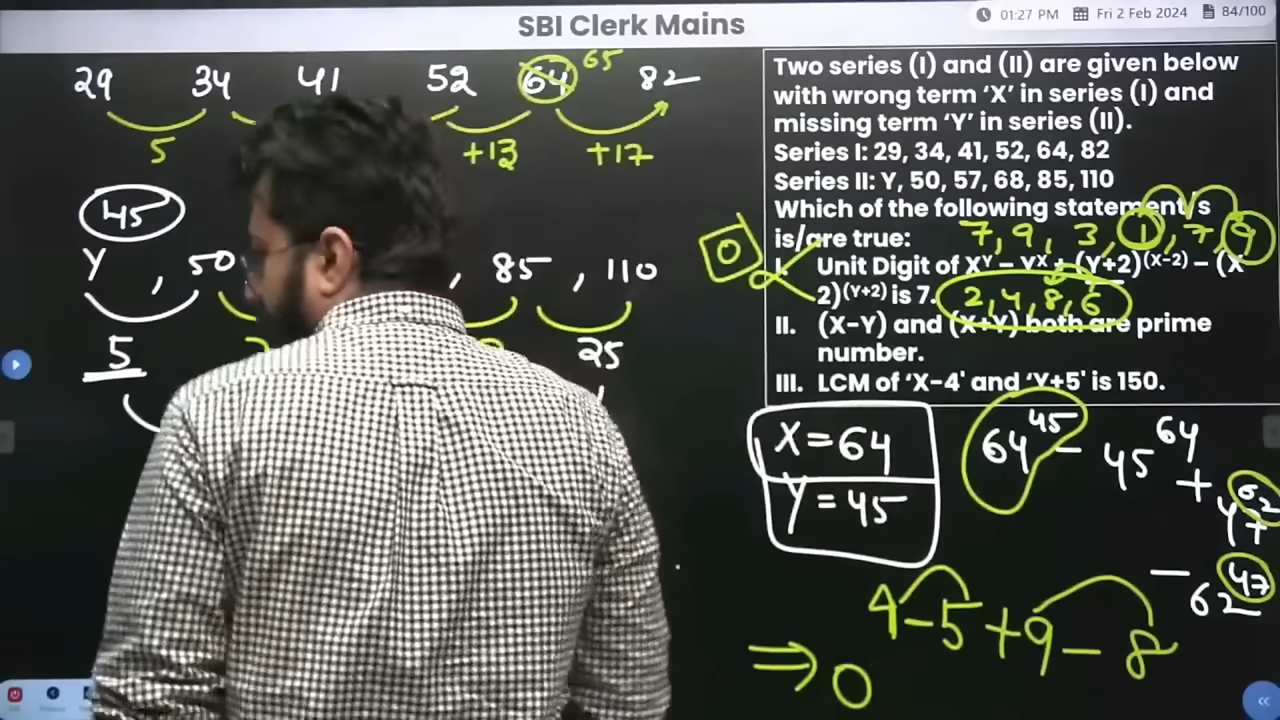 01:27 PM Fri 2 Feb 2024 84/100
SBI Clerk Mains
29 34 41 52 64 65 82
5 +13 +17
45
Y , 50 , 85 , 110
5 25
Two series (I) and (II) are given below
with wrong term ‘X’ in series (I) and
missing term ‘Y’ in series (II).
Series I: 29, 34, 41, 52, 64, 82
Series II: Y, 50, 57, 68, 85, 110
Which of the following statement/s
is/are true:
7, 9, 3, 1, 7, 9
0
I. Unit Digit of X^Y – Y^X + (Y+2)^(X–2) – (X
2)^(Y+2) is 7.
2, 4, 8, 6
II. (X–Y) and (X+Y) both are prime
number.
III. LCM of ‘X–4' and ‘Y+5' is 150.
X=64
Y=45
64^45 – 45^64
+ 47^62
– 62^47
4–5+9–8
⇒ 0